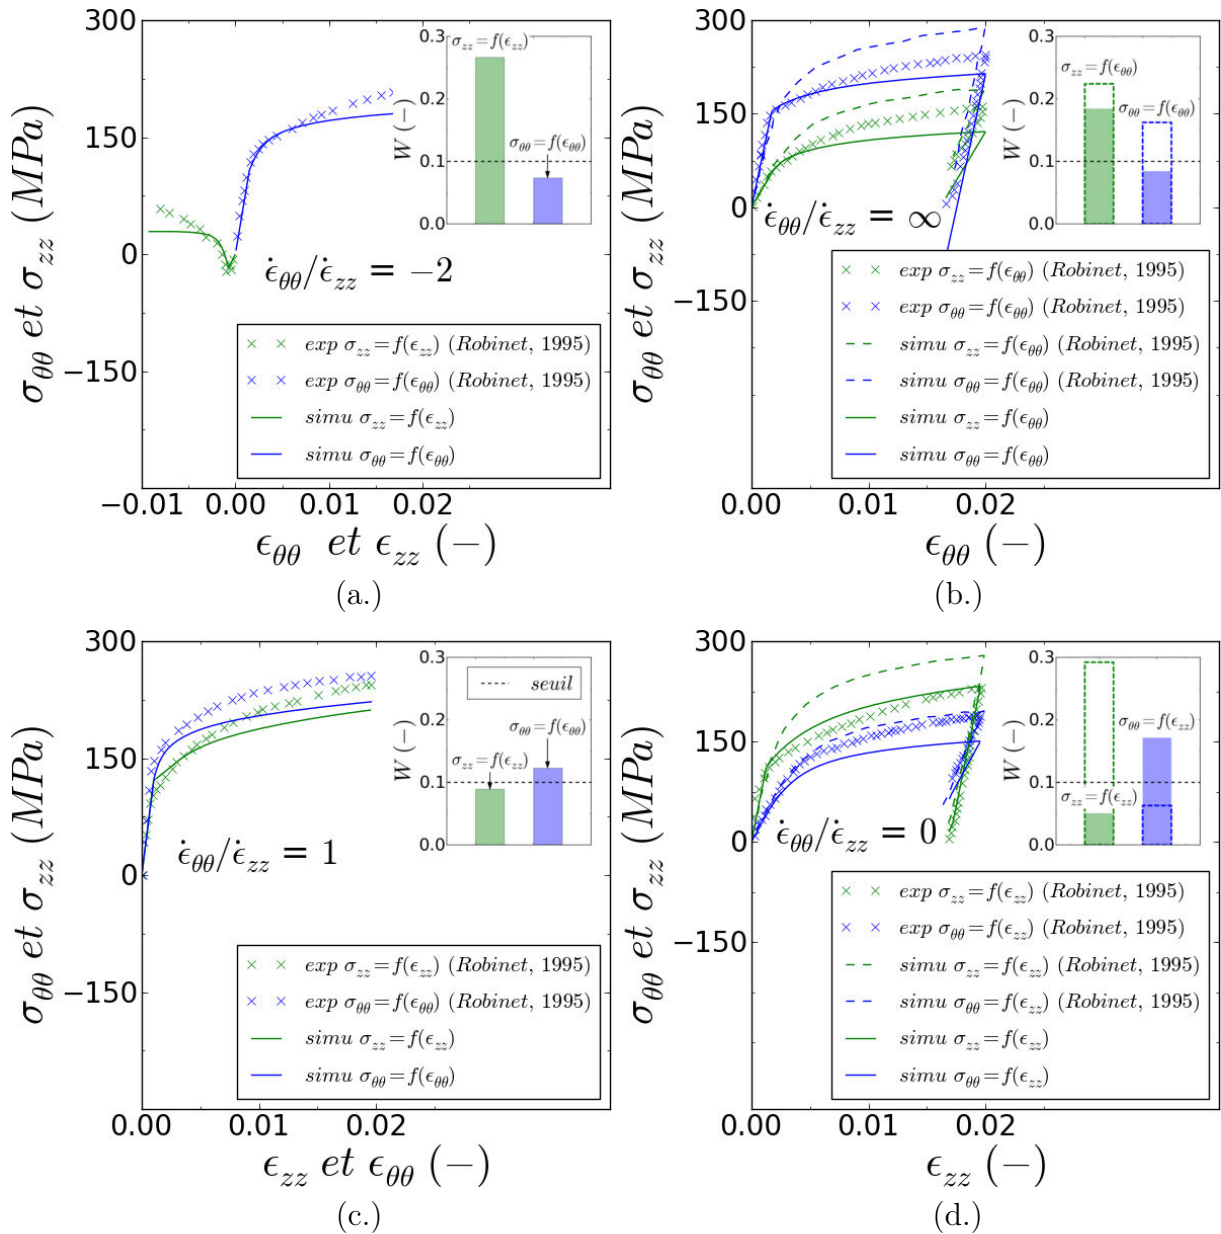 300
150
0
−150
σθθ et σzz (MPa)
−0.01 0.00 0.01 0.02
ϵθθ et ϵzz (−)
ϵ̇θθ/ϵ̇zz = −2
0.3
0.2
0.1
0.0
W (−)
σzz=f(ϵzz)
σθθ=f(ϵθθ)
exp σzz=f(ϵzz) (Robinet, 1995)
exp σθθ=f(ϵθθ) (Robinet, 1995)
simu σzz=f(ϵzz)
simu σθθ=f(ϵθθ)
(a.)
300
150
0
−150
σθθ et σzz (MPa)
0.00 0.01 0.02
ϵθθ (−)
ϵ̇θθ/ϵ̇zz = ∞
0.3
0.2
0.1
0.0
W (−)
σzz=f(ϵθθ)
σθθ=f(ϵθθ)
exp σzz=f(ϵθθ) (Robinet, 1995)
exp σθθ=f(ϵθθ) (Robinet, 1995)
simu σzz=f(ϵθθ) (Robinet, 1995)
simu σθθ=f(ϵθθ) (Robinet, 1995)
simu σzz=f(ϵθθ)
simu σθθ=f(ϵθθ)
(b.)
300
150
0
−150
σθθ et σzz (MPa)
0.00 0.01 0.02
ϵzz et ϵθθ (−)
ϵ̇θθ/ϵ̇zz = 1
0.3
0.2
0.1
0.0
W (−)
seuil
σθθ=f(ϵθθ)
σzz=f(ϵzz)
exp σzz=f(ϵzz) (Robinet, 1995)
exp σθθ=f(ϵθθ) (Robinet, 1995)
simu σzz=f(ϵzz)
simu σθθ=f(ϵθθ)
(c.)
300
150
0
−150
σθθ et σzz (MPa)
0.00 0.01 0.02
ϵzz (−)
ϵ̇θθ/ϵ̇zz = 0
0.3
0.2
0.1
0.0
W (−)
σθθ=f(ϵzz)
σzz=f(ϵzz)
exp σzz=f(ϵzz) (Robinet, 1995)
exp σθθ=f(ϵzz) (Robinet, 1995)
simu σzz=f(ϵzz) (Robinet, 1995)
simu σθθ=f(ϵzz) (Robinet, 1995)
simu σzz=f(ϵzz)
simu σθθ=f(ϵzz)
(d.)